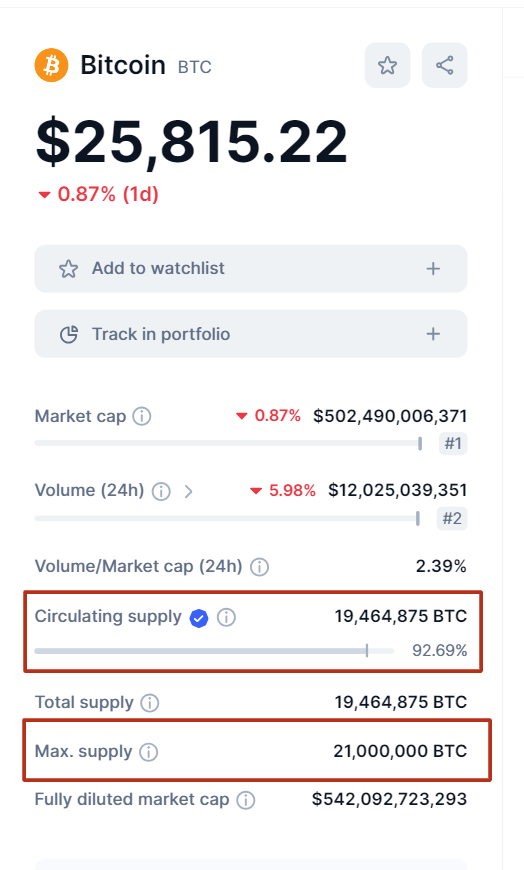 Bitcoin BTC
$25,815.22
0.87% (1d)
Add to watchlist +
Track in portfolio +
Market cap 0.87% $502,490,006,371
#1
Volume (24h) 5.98% $12,025,039,351
#2
Volume/Market cap (24h) 2.39%
Circulating supply 19,464,875 BTC
92.69%
Total supply 19,464,875 BTC
Max. supply 21,000,000 BTC
Fully diluted market cap $542,092,723,293